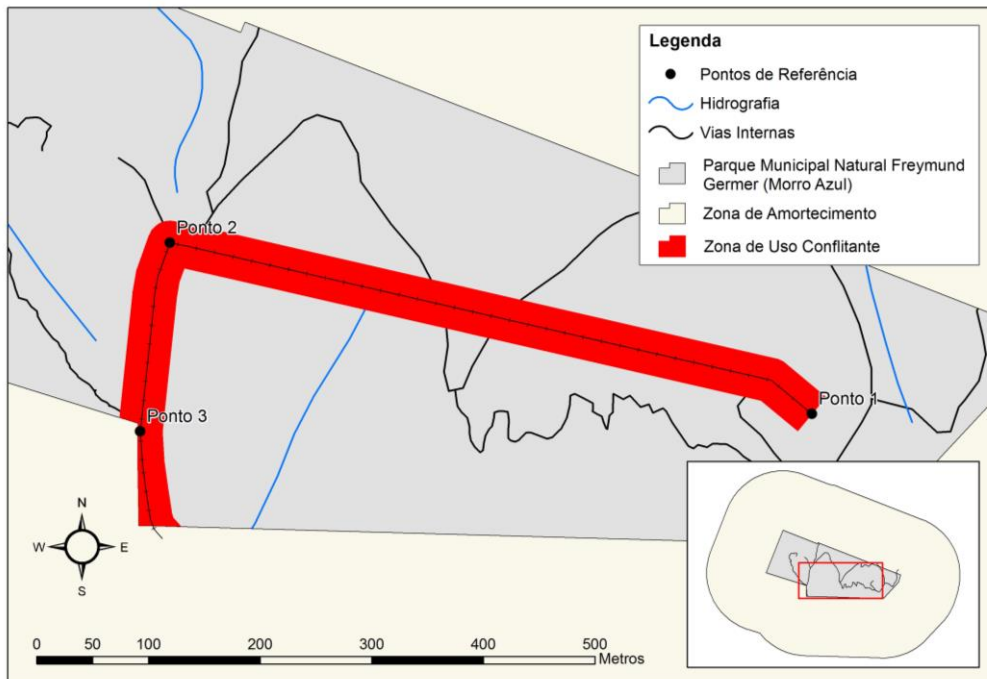 Legenda
Pontos de Referência
Hidrografia
Vias Internas
Parque Municipal Natural Freymund
Germer (Morro Azul)
Zona de Amortecimento
Zona de Uso Conflitante
Ponto 2
Ponto 1
Ponto 3
N
W
E
S
0 50 100 200 300 400 500
Metros